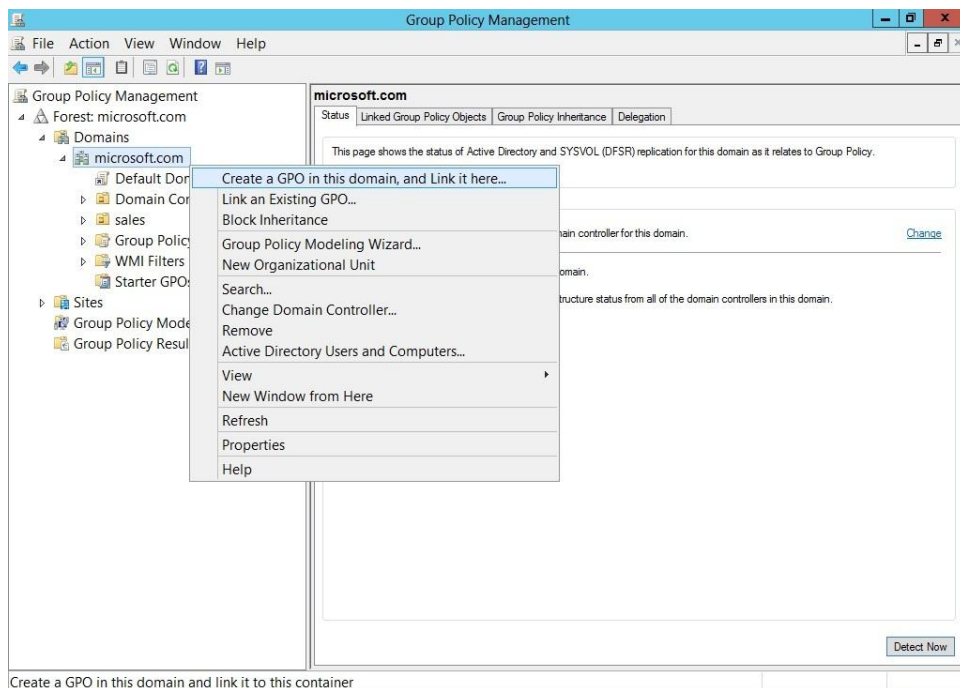 Group Policy Management
File Action View Window Help
Group Policy Management
Forest: microsoft.com
Domains
microsoft.com
Default Dor
Domain Cor
sales
Group Polic
WMI Filters
Starter GPO
Sites
Group Policy Mode
Group Policy Resul
Create a GPO in this domain, and Link it here...
Link an Existing GPO...
Block Inheritance
Group Policy Modeling Wizard...
New Organizational Unit
Search...
Change Domain Controller...
Remove
Active Directory Users and Computers...
View
New Window from Here
Refresh
Properties
Help
microsoft.com
Status Linked Group Policy Objects Group Policy Inheritance Delegation
This page shows the status of Active Directory and SYSVOL (DFSR) replication for this domain as it relates to Group Policy.
ain controller for this domain. Change
omain.
tructure status from all of the domain controllers in this domain.
Detect Now
Create a GPO in this domain and link it to this container